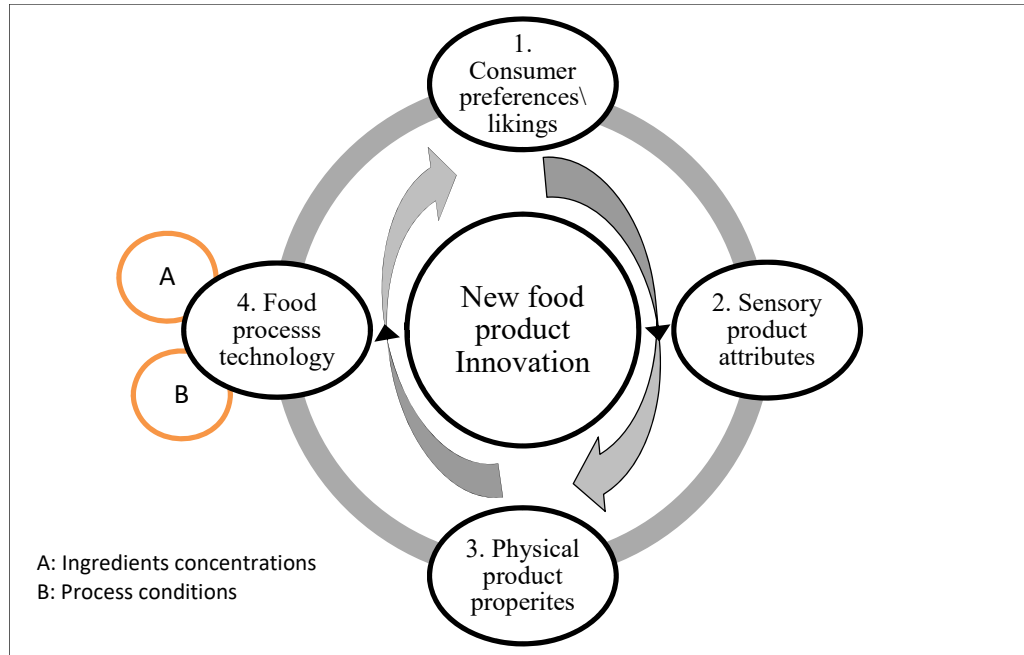 1.
Consumer
preferences\
likings
A
4. Food
processs
technology
B
New food
product
Innovation
2. Sensory
product
attributes
3. Physical
product
properites
A: Ingredients concentrations
B: Process conditions